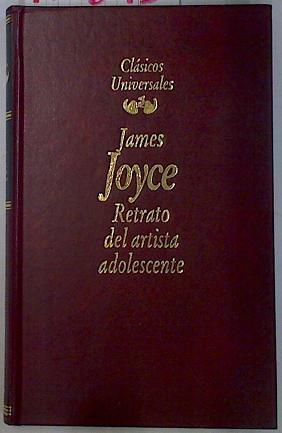 Clásicos
Universales
James
Joyce
Retrato
del artista
adolescente